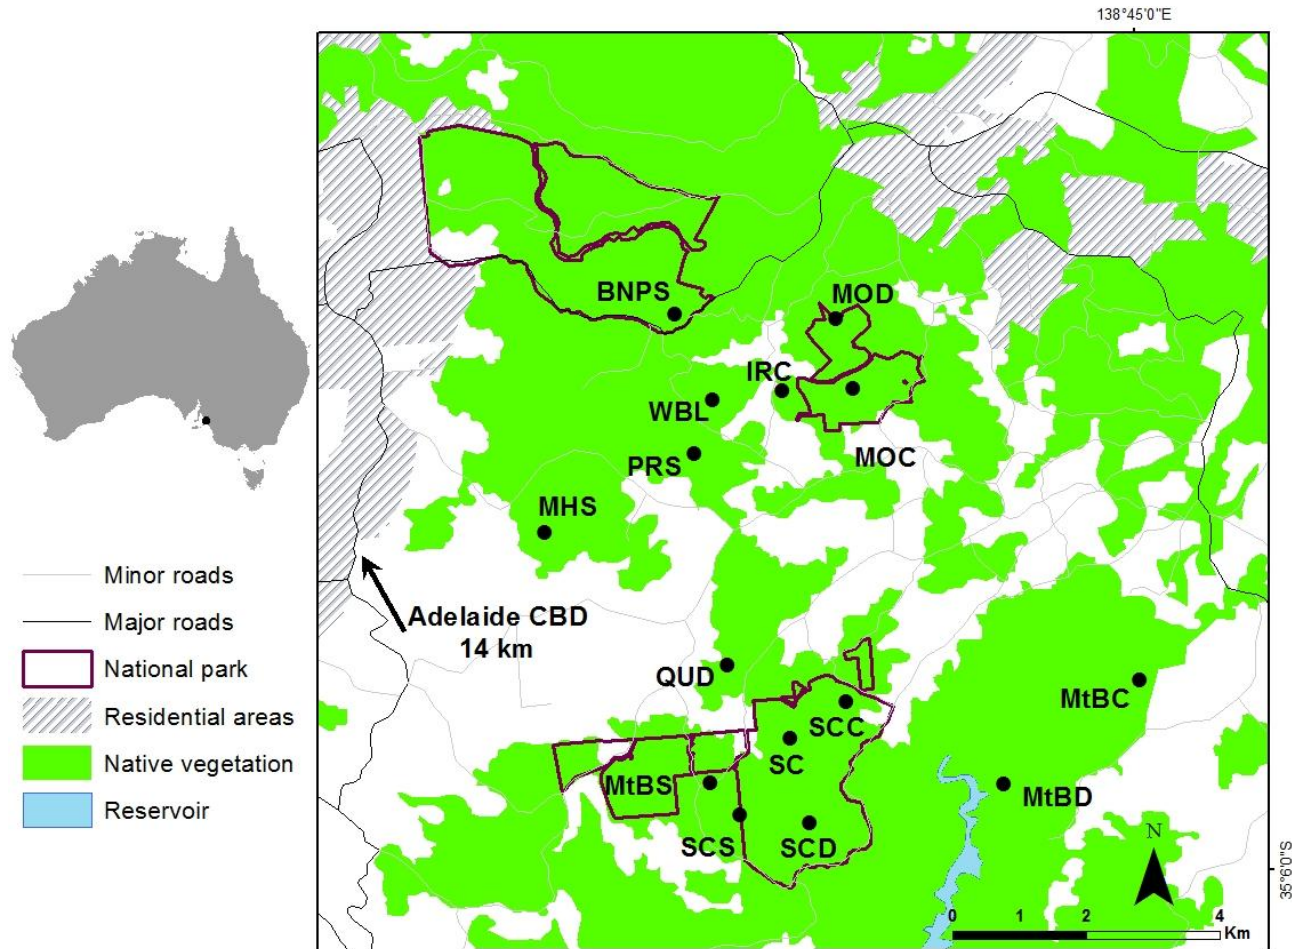 138°45'0"E
BNPS
MOD
IRC
WBL
MOC
PRS
MHS
Adelaide CBD
14 km
QUD
MtBC
SCC
SC
MtBS
MtBD
SCS
SCD
Minor roads
Major roads
National park
Residential areas
Native vegetation
Reservoir
N
35°6'0"S
0 1 2 4
Km